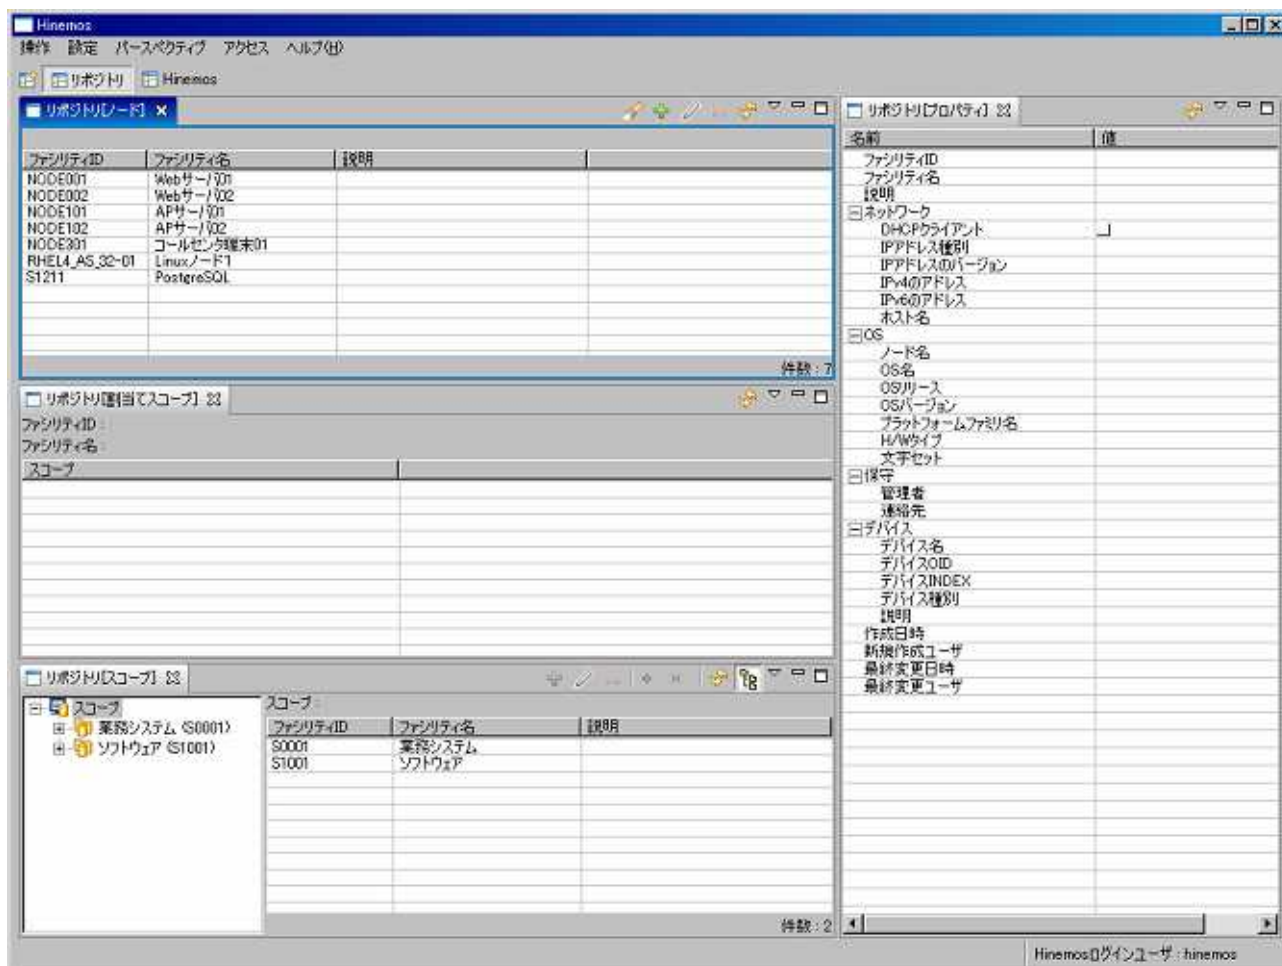 Hinemos
操作 設定 パースペクティブ アクセス ヘルプ(H)
リポジトリ Hinemos
リポジトリ[ノード]
ファシリティID ファシリティ名 説明
NODE001 Webサーバ01
NODE002 Webサーバ02
NODE101 APサーバ01
NODE102 APサーバ02
NODE301 コールセンタ端末01
RHEL4_AS_32-01 Linuxノード1
S1211 PostgreSQL
件数 : 7
リポジトリ[割当てスコープ]
ファシリティID :
ファシリティ名 :
スコープ
リポジトリ[スコープ]
スコープ
業務システム (S0001)
ソフトウェア (S1001)
スコープ :
ファシリティID ファシリティ名 説明
S0001 業務システム
S1001 ソフトウェア
件数 : 2
リポジトリ[プロパティ]
名前 値
ファシリティID
ファシリティ名
説明
ネットワーク
DHCPクライアント
IPアドレス種別
IPアドレスのバージョン
IPv4のアドレス
IPv6のアドレス
ホスト名
OS
ノード名
OS名
OSリリース
OSバージョン
プラットフォームファミリ名
H/Wタイプ
文字セット
保守
管理者
連絡先
デバイス
デバイス名
デバイスOID
デバイスINDEX
デバイス種別
説明
作成日時
新規作成ユーザ
最終変更日時
最終変更ユーザ
Hinemosログインユーザ : hinemos